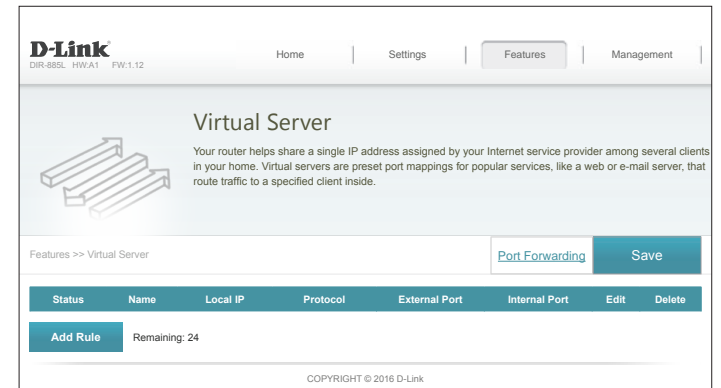 D-Link®
DIR-885L HW:A1 FW:1.12
Home
Settings
Features
Management
Virtual Server
Your router helps share a single IP address assigned by your Internet service provider among several clients
in your home. Virtual servers are preset port mappings for popular services, like a web or e-mail server, that
route traffic to a specified client inside.
Features >> Virtual Server
Port Forwarding
Save
Status Name Local IP Protocol External Port Internal Port Edit Delete
Add Rule
Remaining: 24
COPYRIGHT © 2016 D-Link